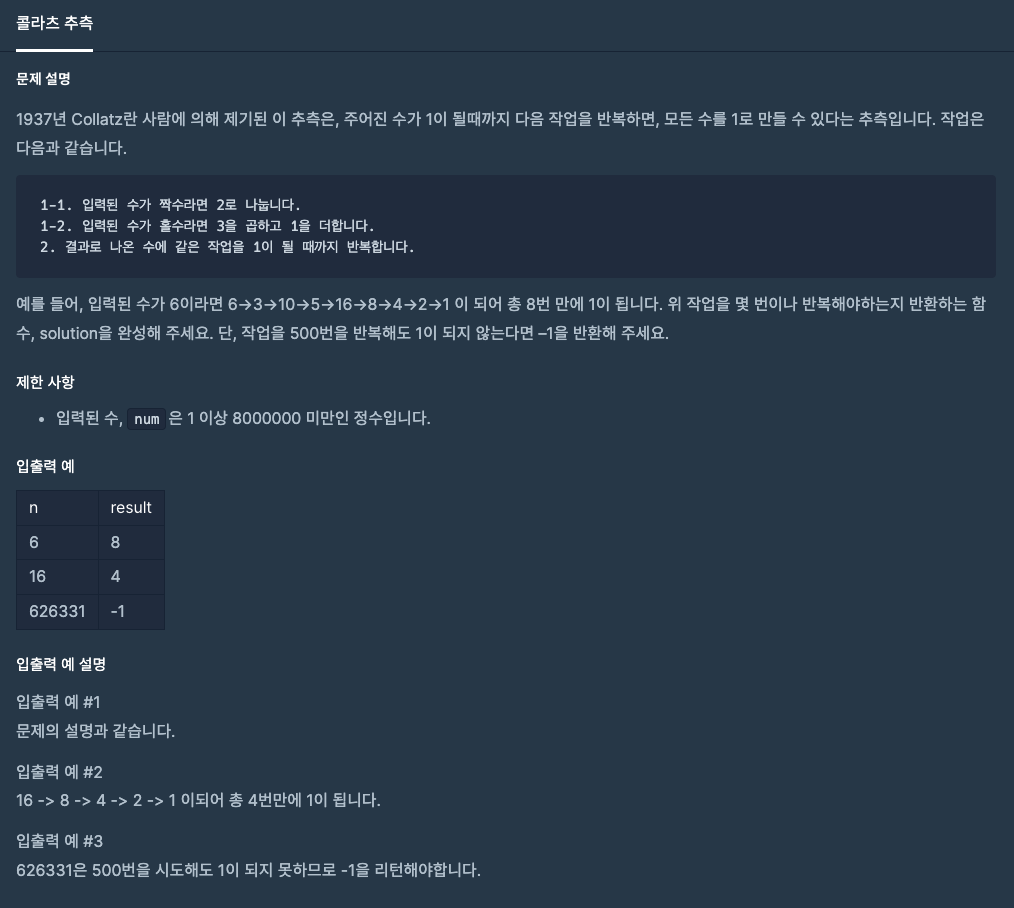 콜라츠 추측
문제 설명
1937년 Collatz란 사람에 의해 제기된 이 추측은, 주어진 수가 1이 될때까지 다음 작업을 반복하면, 모든 수를 1로 만들 수 있다는 추측입니다. 작업은
다음과 같습니다.
1-1. 입력된 수가 짝수라면 2로 나눕니다.
1-2. 입력된 수가 홀수라면 3을 곱하고 1을 더합니다.
2. 결과로 나온 수에 같은 작업을 1이 될 때까지 반복합니다.
예를 들어, 입력된 수가 6이라면 6→3→10→5→16→8→4→2→1 이 되어 총 8번 만에 1이 됩니다. 위 작업을 몇 번이나 반복해야하는지 반환하는 함
수, solution을 완성해 주세요. 단, 작업을 500번을 반복해도 1이 되지 않는다면 –1을 반환해 주세요.
제한 사항
• 입력된 수, num 은 1 이상 8000000 미만인 정수입니다.
입출력 예
n result
6 8
16 4
626331 -1
입출력 예 설명
입출력 예 #1
문제의 설명과 같습니다.
입출력 예 #2
16 -> 8 -> 4 -> 2 -> 1 이되어 총 4번만에 1이 됩니다.
입출력 예 #3
626331은 500번을 시도해도 1이 되지 못하므로 -1을 리턴해야합니다.